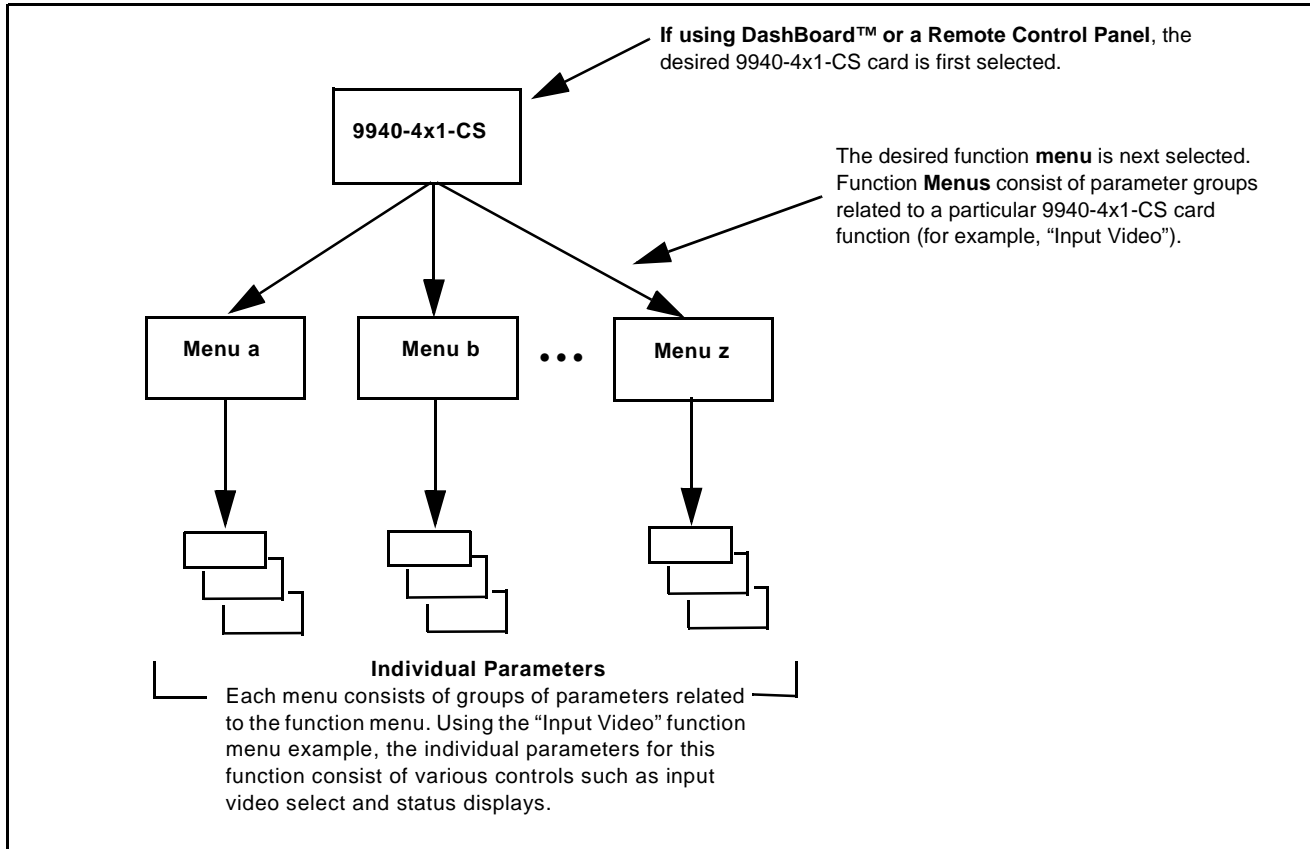 If using DashBoard™ or a Remote Control Panel, the
desired 9940-4x1-CS card is first selected.
9940-4x1-CS
The desired function menu is next selected.
Function Menus consist of parameter groups
related to a particular 9940-4x1-CS card
function (for example, “Input Video”).
Menu a
Menu b
Menu z
Individual Parameters
Each menu consists of groups of parameters related
to the function menu. Using the “Input Video” function
menu example, the individual parameters for this
function consist of various controls such as input
video select and status displays.